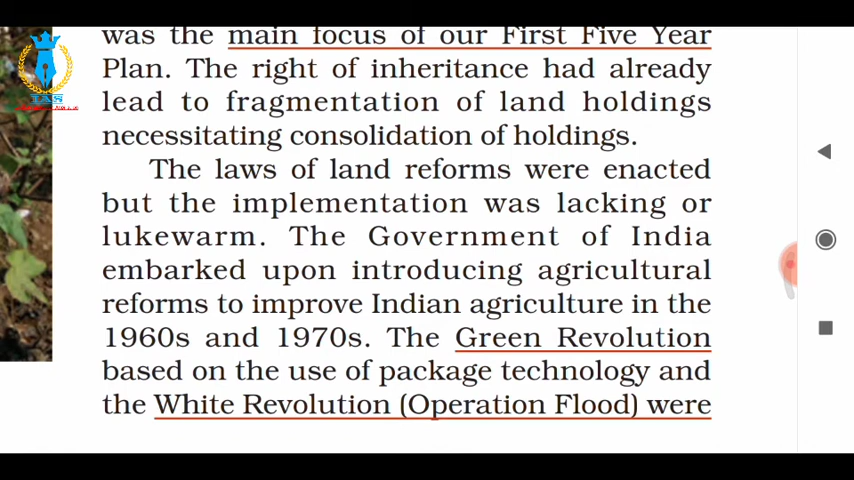 was the main focus of our First Five Year
Plan. The right of inheritance had already
lead to fragmentation of land holdings
necessitating consolidation of holdings.
The laws of land reforms were enacted
but the implementation was lacking or
lukewarm. The Government of India
embarked upon introducing agricultural
reforms to improve Indian agriculture in the
1960s and 1970s. The Green Revolution
based on the use of package technology and
the White Revolution (Operation Flood) were
IAS